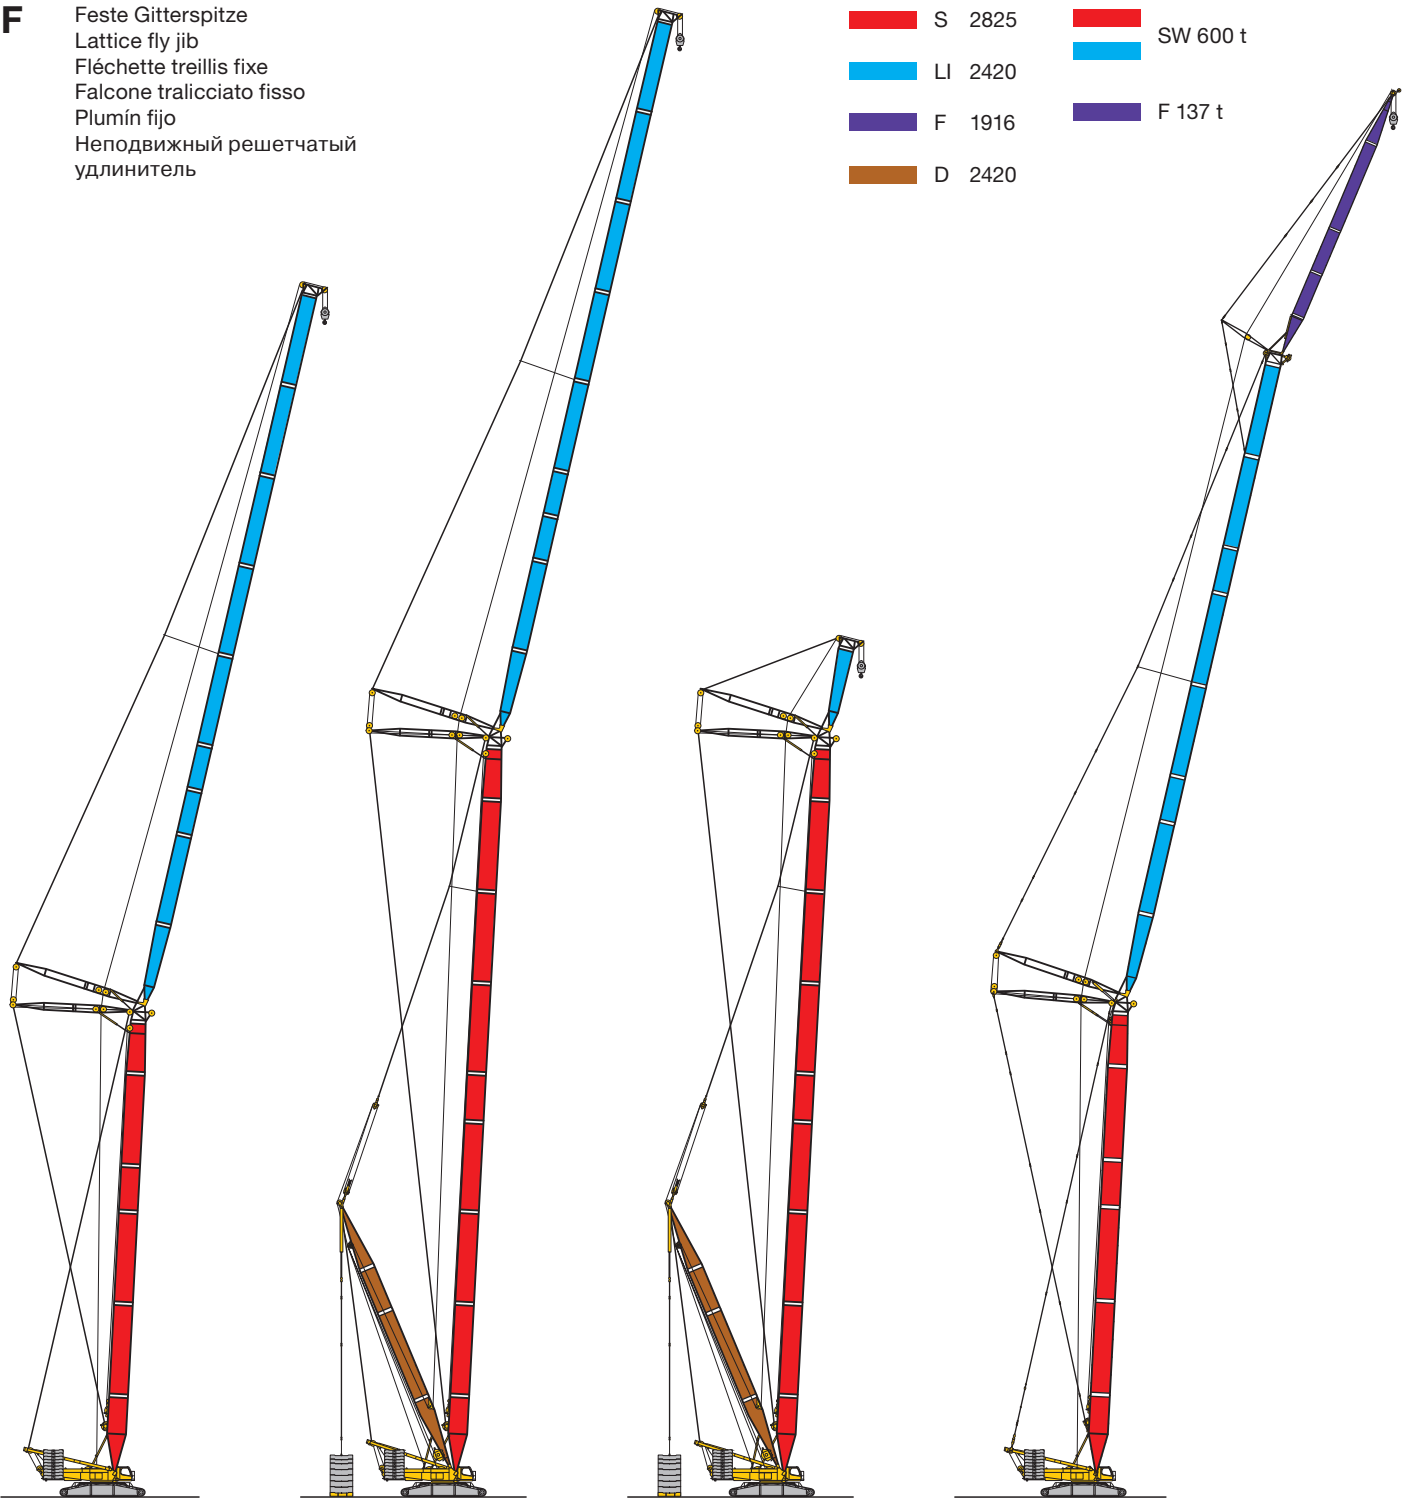 F
Feste Gitterspitze
Lattice fly jib
Fléchette treillis fixe
Falcone tralicciato fisso
Plumín fijo
Неподвижный решетчатый
удлинитель
S 2825
LI 2420
F 1916
D 2420
SW 600 t
F 137 t